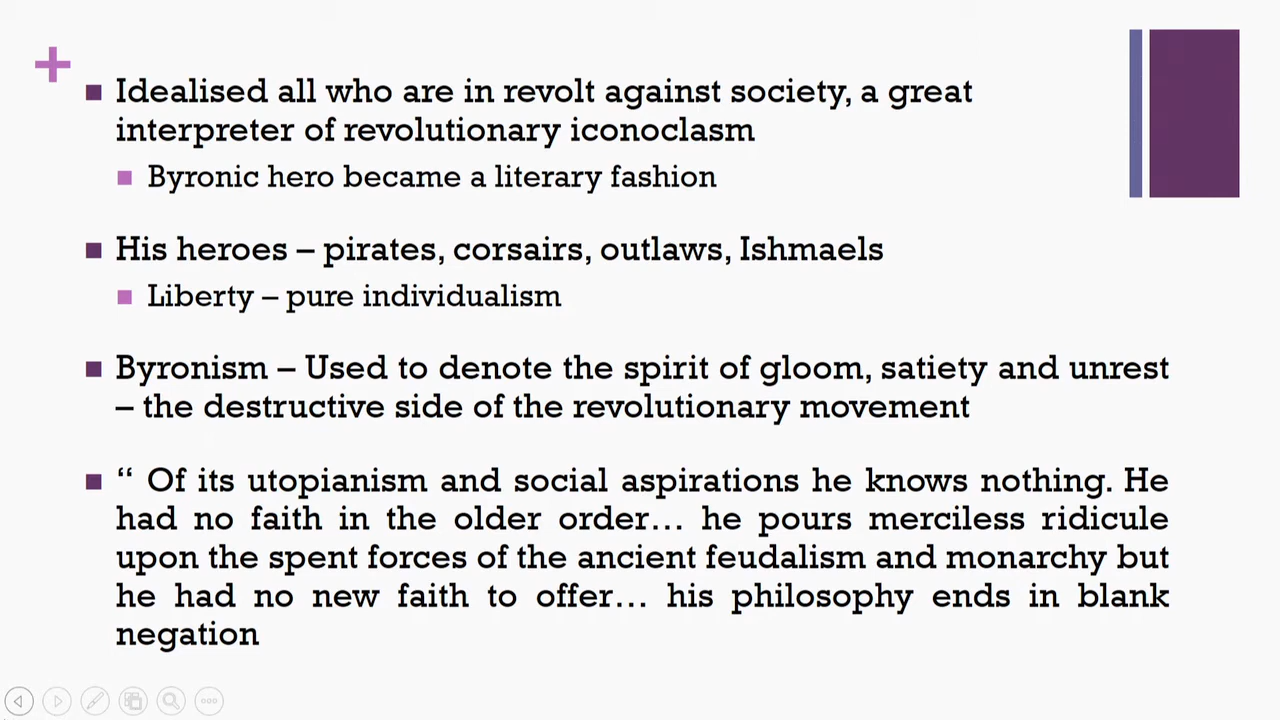 Idealised all who are in revolt against society, a great
interpreter of revolutionary iconoclasm
Byronic hero became a literary fashion
His heroes – pirates, corsairs, outlaws, Ishmaels
Liberty – pure individualism
Byronism – Used to denote the spirit of gloom, satiety and unrest
– the destructive side of the revolutionary movement
“ Of its utopianism and social aspirations he knows nothing. He
had no faith in the older order… he pours merciless ridicule
upon the spent forces of the ancient feudalism and monarchy but
he had no new faith to offer… his philosophy ends in blank
negation